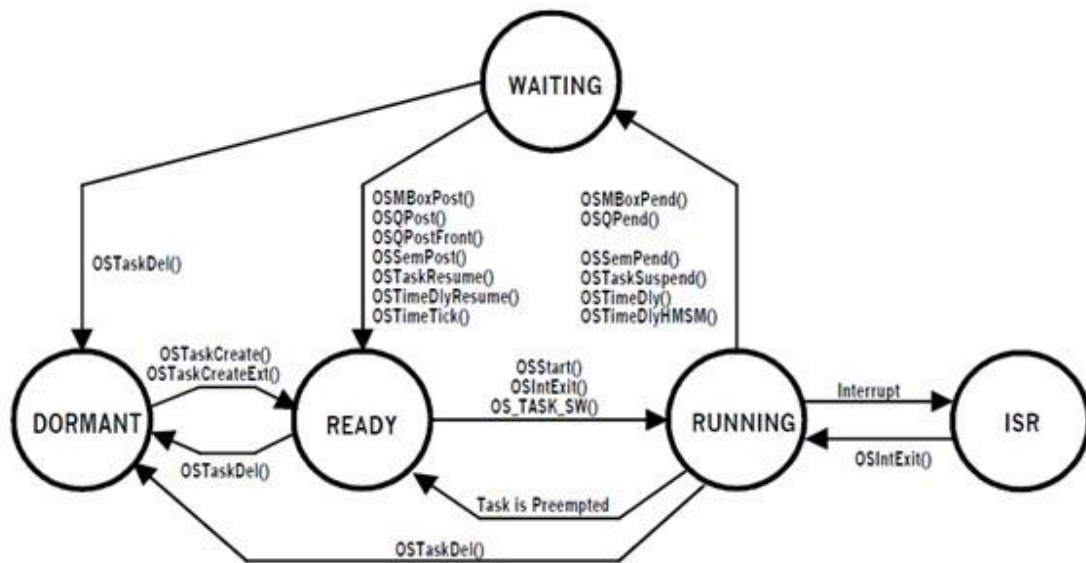 WAITING
OSMBoxPost()
OSQPost()
OSQPostFront()
OSSemPost()
OSTaskResume()
OSTimeDlyResume()
OSTimeTick()
OSMBoxPend()
OSQPend()
OSSemPend()
OSTaskSuspend()
OSTimeDly()
OSTimeDlyHMSM()
OSTaskDel()
OSTaskCreate()
OSTaskCreateExt()
OSStart()
OSIntExit()
OS_TASK_SW()
Interrupt
DORMANT
READY
RUNNING
ISR
OSTaskDel()
OSIntExit()
Task is Preempted
OSTaskDel()